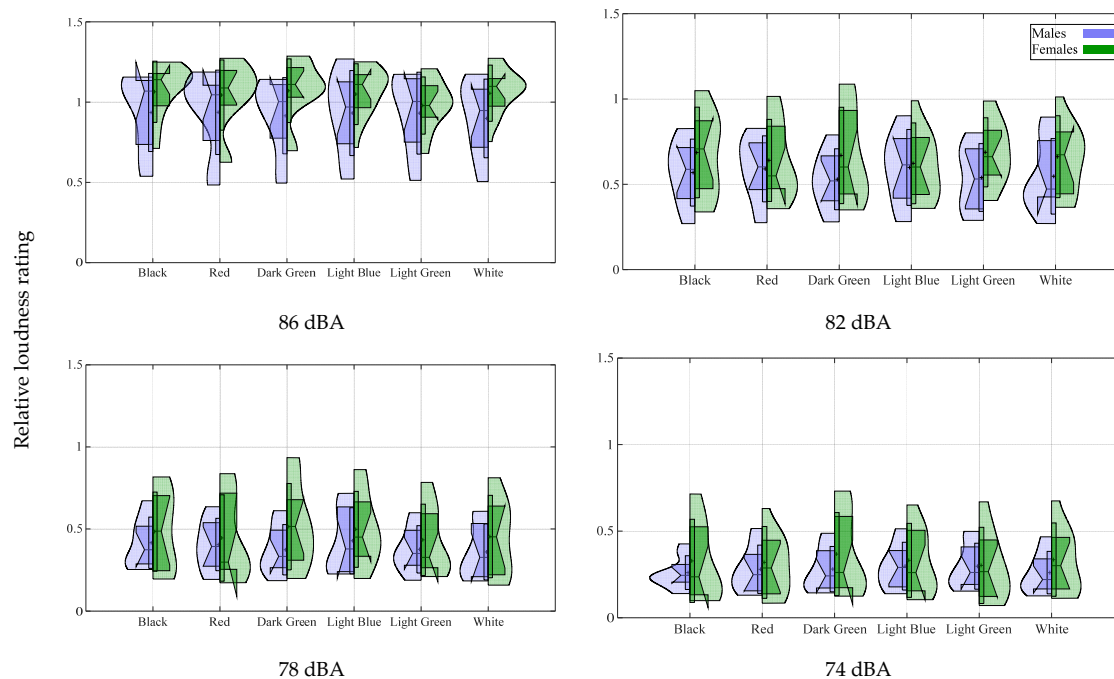 Relative loudness rating
1.5
1
0.5
0
Black Red Dark Green Light Blue Light Green White
86 dBA
1.5
1
0.5
0
Males
Females
Black Red Dark Green Light Blue Light Green White
82 dBA
1.5
1
0.5
0
Black Red Dark Green Light Blue Light Green White
78 dBA
1.5
1
0.5
0
Black Red Dark Green Light Blue Light Green White
74 dBA